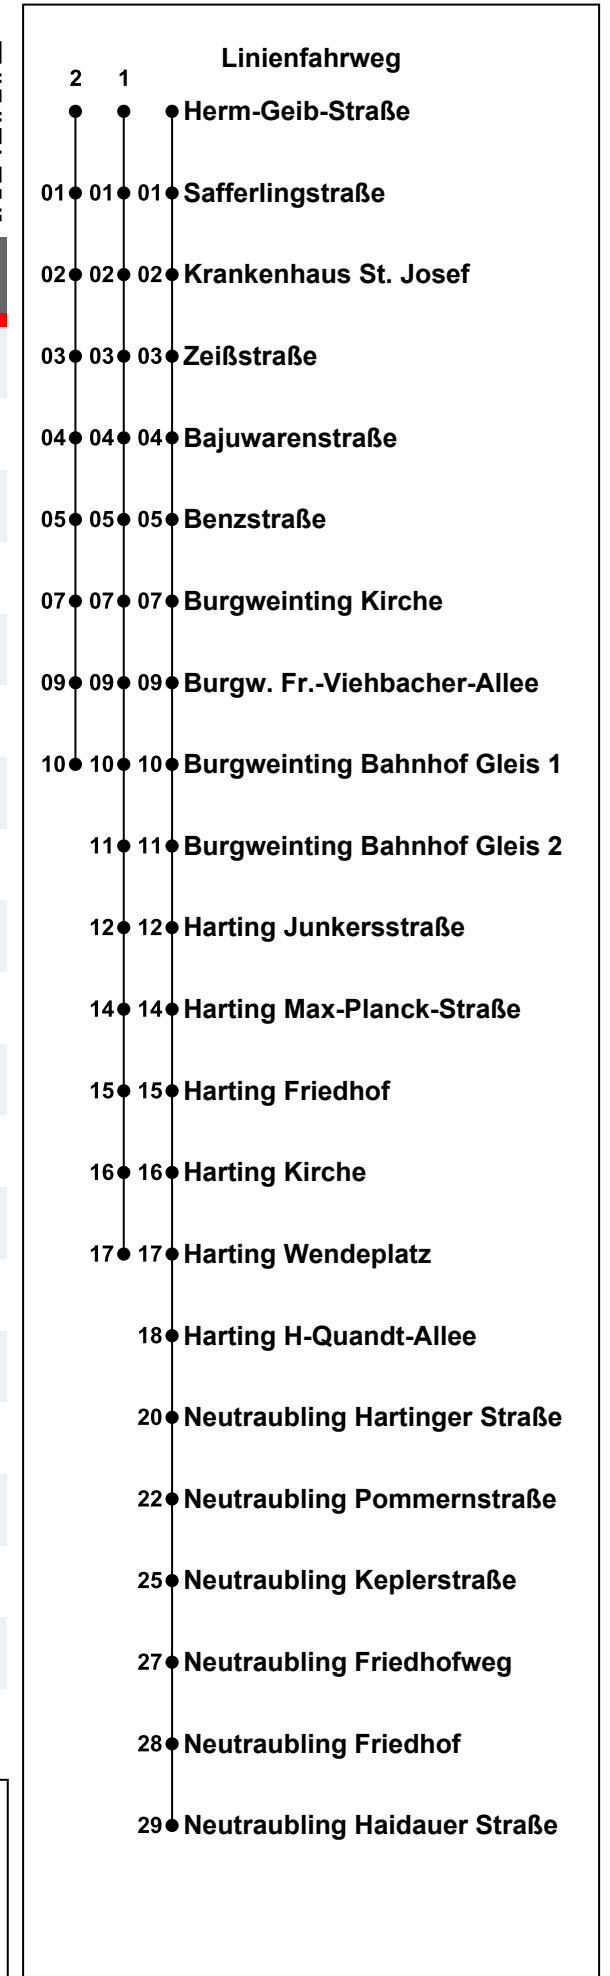 Linienfahrweg
2 1
Herm-Geib-Straße
01 01 01 Safferlingstraße
02 02 02 Krankenhaus St. Josef
03 03 03 Zeißstraße
04 04 04 Bajuwarenstraße
05 05 05 Benzstraße
07 07 07 Burgweinting Kirche
09 09 09 Burgw. Fr.-Viehbacher-Allee
10 10 10 Burgweinting Bahnhof Gleis 1
11 11 Burgweinting Bahnhof Gleis 2
12 12 Harting Junkersstraße
14 14 Harting Max-Planck-Straße
15 15 Harting Friedhof
16 16 Harting Kirche
17 17 Harting Wendeplatz
18 Harting H-Quandt-Allee
20 Neutraubling Hartinger Straße
22 Neutraubling Pommernstraße
25 Neutraubling Keplerstraße
27 Neutraubling Friedhofweg
28 Neutraubling Friedhof
29 Neutraubling Haidauer Straße